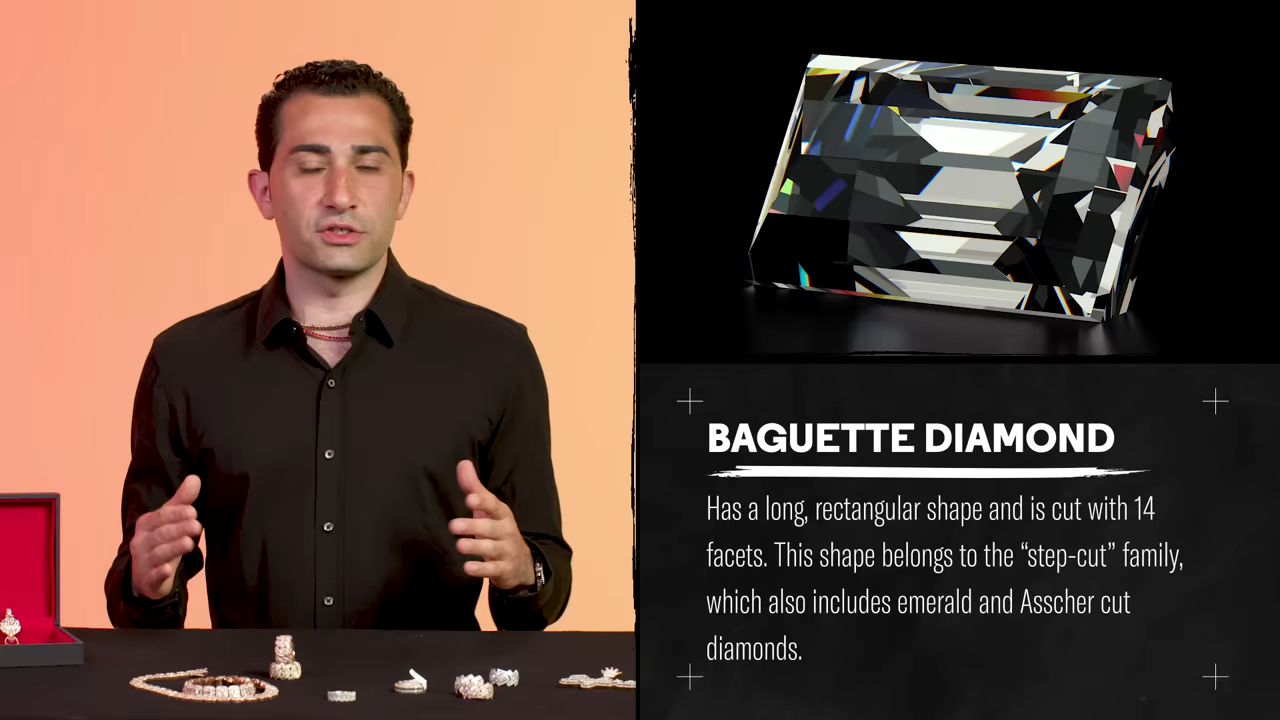 BAGUETTE DIAMOND
Has a long, rectangular shape and is cut with 14
facets. This shape belongs to the “step-cut” family,
which also includes emerald and Asscher cut
diamonds.